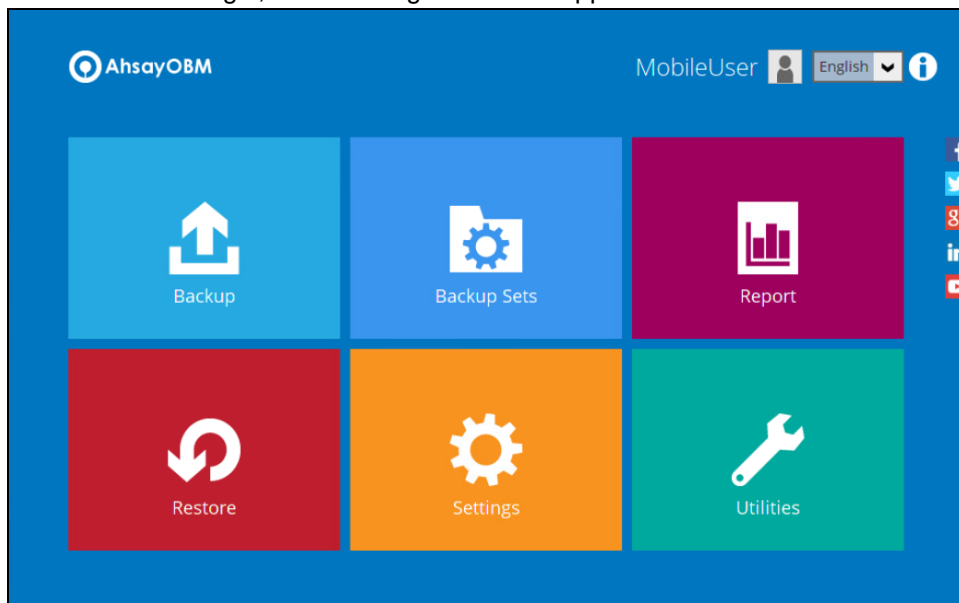 AhsayOBM
MobileUser English
Backup
Backup Sets
Report
Restore
Settings
Utilities